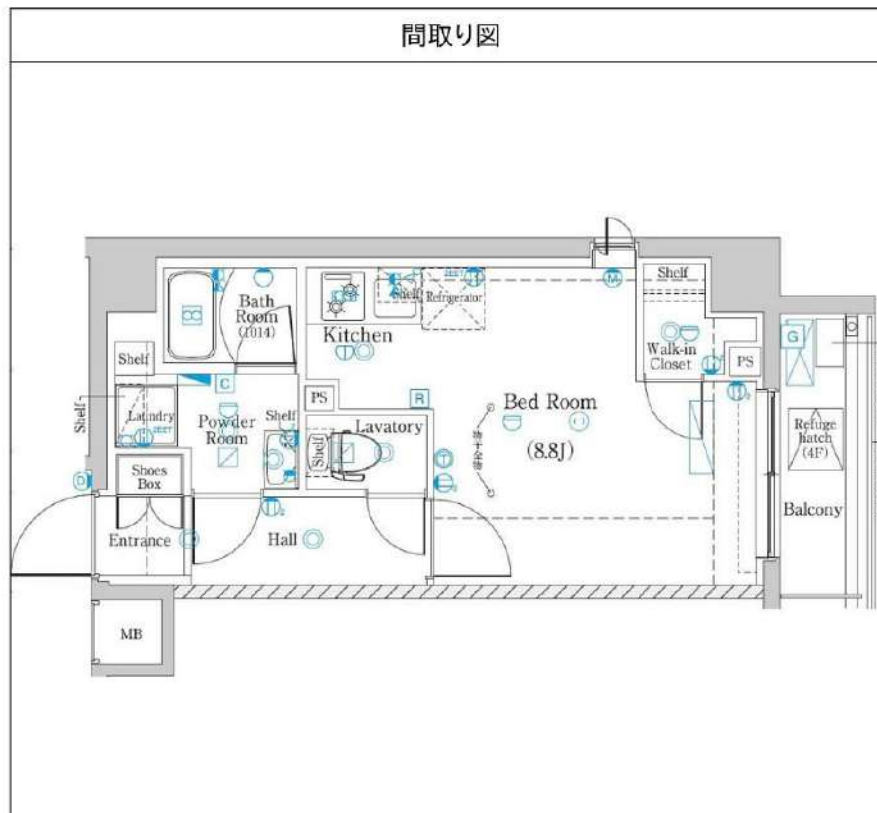 間取り図
Shelf
Bath
Room
(1014)
Shelf
Refrigerator
Kitchen
Walk-in
Closet
PS
G
Shelf
Shelf
Laundry
C
Powder
Room
Shelf
PS
R
Lavatory
Shelf
Bed Room
(8.8J)
Refuge
hatch
(4F)
Shoes
Box
Balcony
Entrance
Hall
MB
M
T
D